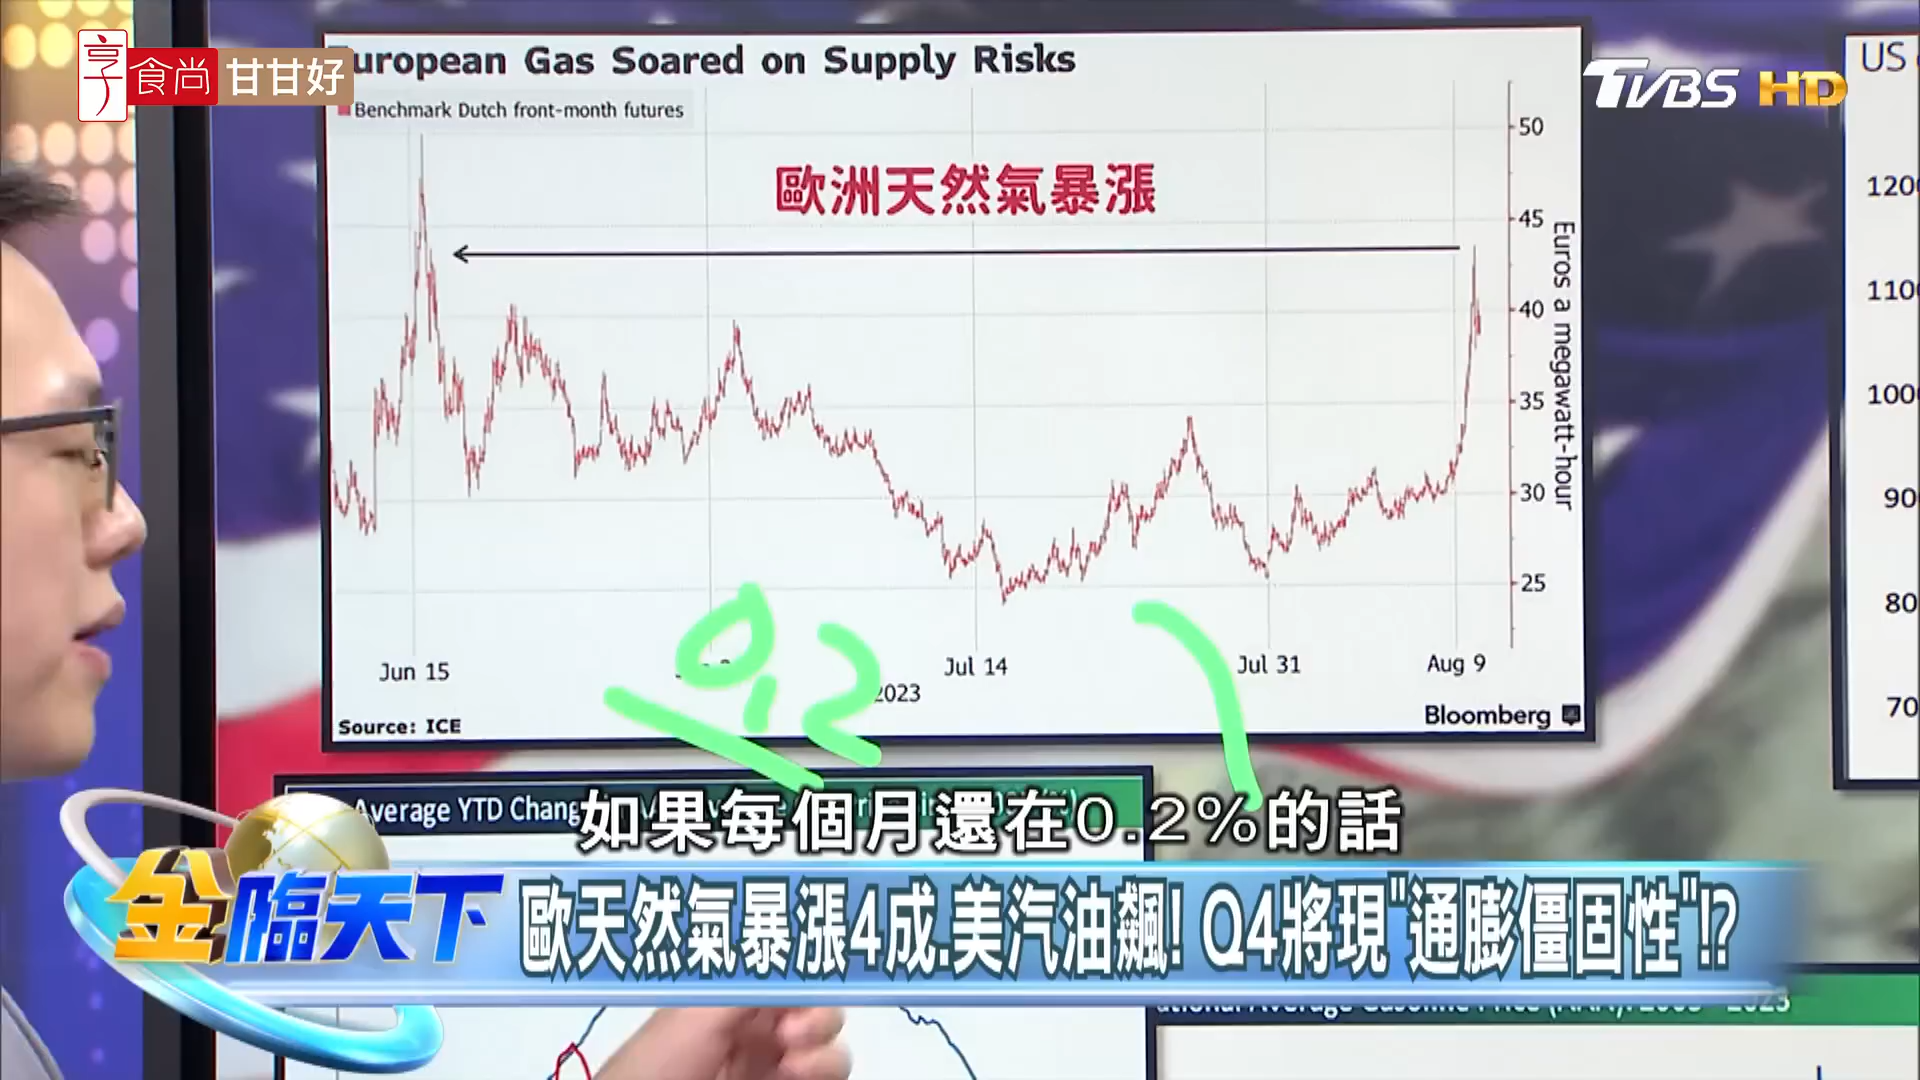 享
食尚
甘甘好
TVBS HD
uropean Gas Soared on Supply Risks
Benchmark Dutch front-month futures
歐洲天然氣暴漲
50
45
40
35
30
25
Euros a megawatt-hour
Jun 15
Jul 14
Jul 31
Aug 9
2023
0.2
Source: ICE
Bloomberg
US
1200
1100
1000
90
80
70
Average YTD Chang
如果每個月還在0.2%的話
金臨天下
歐天然氣暴漲4成.美汽油飆! Q4將現"通膨僵固性"!?